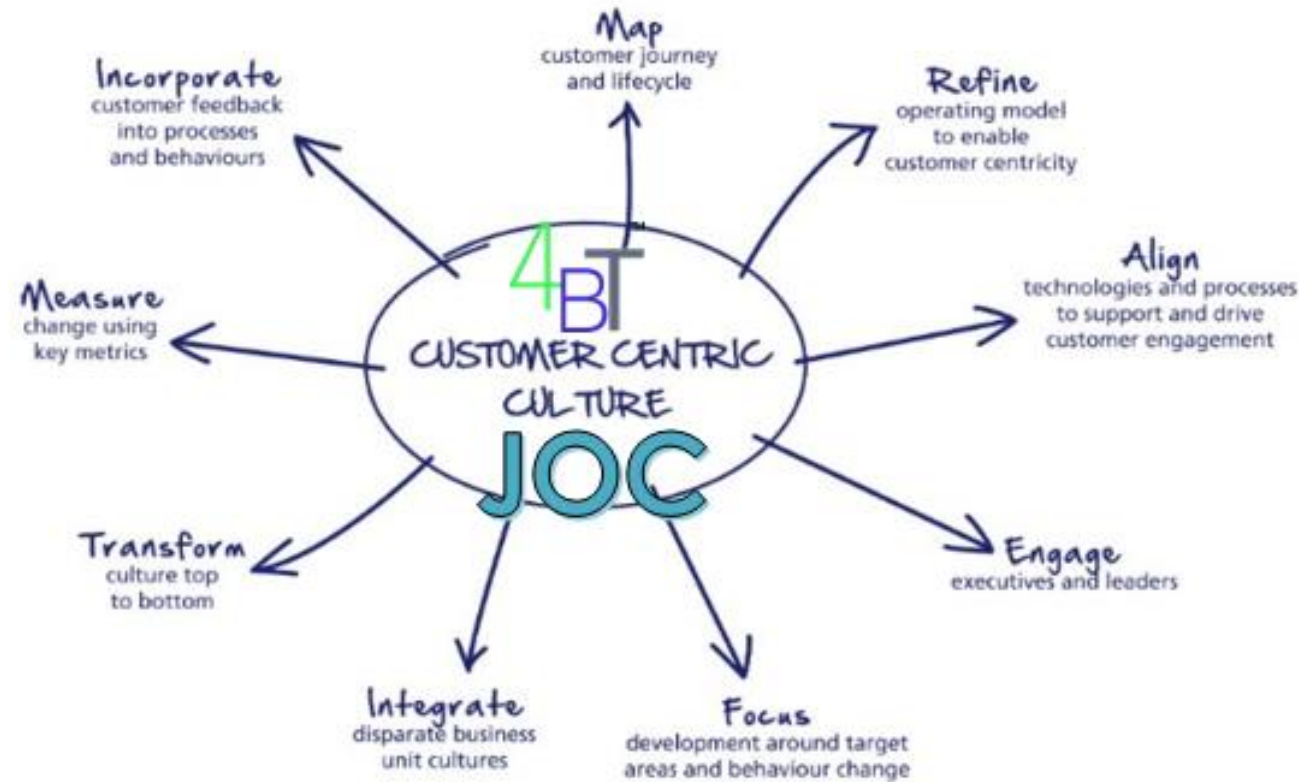 Map
customer journey
and lifecycle
Refine
operating model
to enable
customer centricity
Align
technologies and processes
to support and drive
customer engagement
Engage
executives and leaders
Focus
development around target
areas and behaviour change
Integrate
disparate business
unit cultures
Transform
culture top
to bottom
Measure
change using
key metrics
Incorporate
customer feedback
into processes
and behaviours
4BT
CUSTOMER CENTRIC
CULTURE
JOC